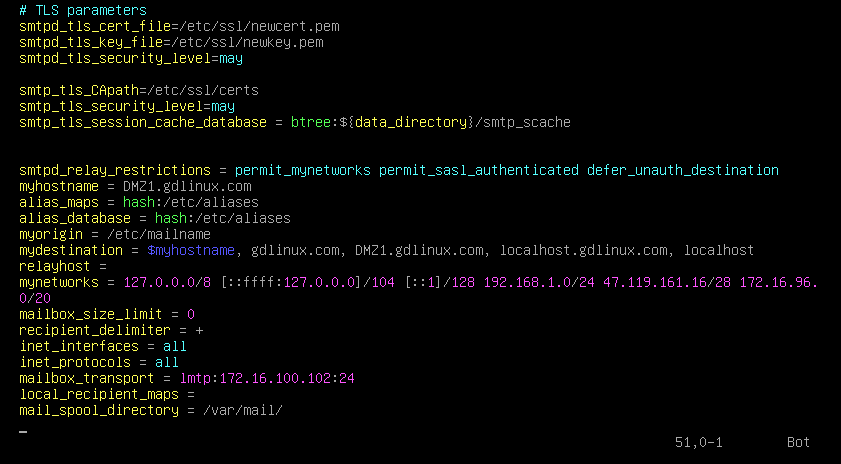 # TLS parameters
smtpd_tls_cert_file=/etc/ssl/newcert.pem
smtpd_tls_key_file=/etc/ssl/newkey.pem
smtpd_tls_security_level=may
smtp_tls_CApath=/etc/ssl/certs
smtp_tls_security_level=may
smtp_tls_session_cache_database = btree:${data_directory}/smtp_scache
smtpd_relay_restrictions = permit_mynetworks permit_sasl_authenticated defer_unauth_destination
myhostname = DMZ1.gdlinux.com
alias_maps = hash:/etc/aliases
alias_database = hash:/etc/aliases
myorigin = /etc/mailname
mydestination = $myhostname, gdlinux.com, DMZ1.gdlinux.com, localhost.gdlinux.com, localhost
relayhost =
mynetworks = 127.0.0.0/8 [::ffff:127.0.0.0]/104 [::1]/128 192.168.1.0/24 47.119.161.16/28 172.16.96.
0/20
mailbox_size_limit = 0
recipient_delimiter = +
inet_interfaces = all
inet_protocols = all
mailbox_transport = lmtp:172.16.100.102:24
local_recipient_maps =
mail_spool_directory = /var/mail/
51,0-1 Bot